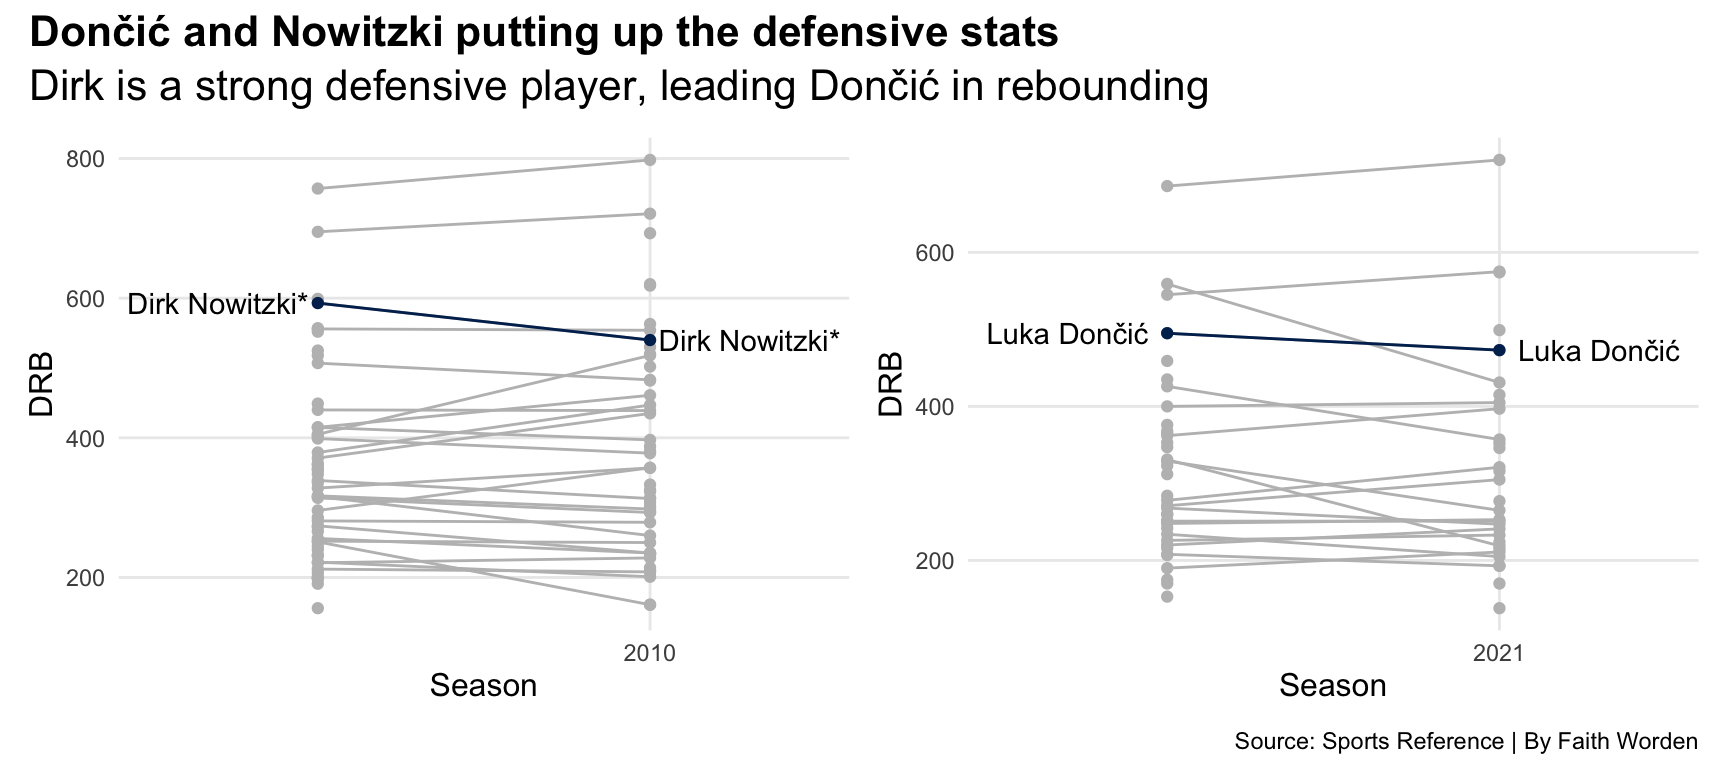 Dončić and Nowitzki putting up the defensive stats
Dirk is a strong defensive player, leading Dončić in rebounding
800
600
400
200
DRB
Dirk Nowitzki*
Dirk Nowitzki*
2010
Season
600
400
200
DRB
Luka Dončić
Luka Dončić
2021
Season
Source: Sports Reference | By Faith Worden